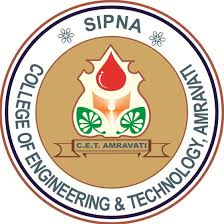 SIPNA
COLLEGE OF ENGINEERING & TECHNOLOGY, AMRAVATI
C.E.T. AMRAVATI